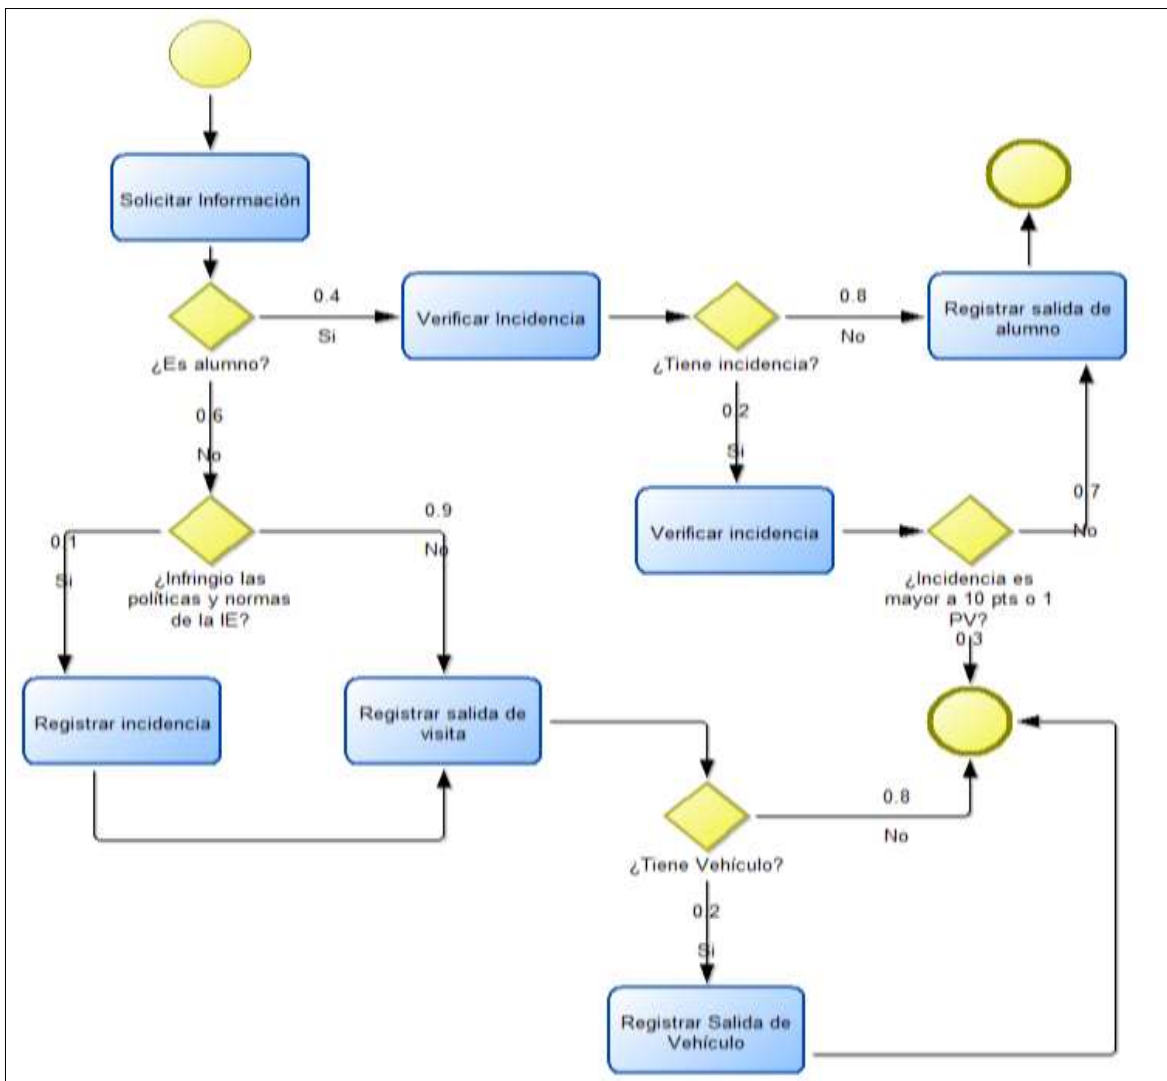 Solicitar Información
0.4
Si
¿Es alumno?
Verificar Incidencia
¿Tiene incidencia?
0.8
No
Registrar salida de
alumno
0.6
No
0.2
Si
Verificar incidencia
0.7
No
¿Incidencia es
mayor a 10 pts o 1
PV?
0.3
0.1
Si
¿Infringio las
políticas y normas
de la IE?
0.9
No
Registrar incidencia
Registrar salida de
visita
0.8
No
¿Tiene Vehículo?
0.2
Si
Registrar Salida de
Vehículo